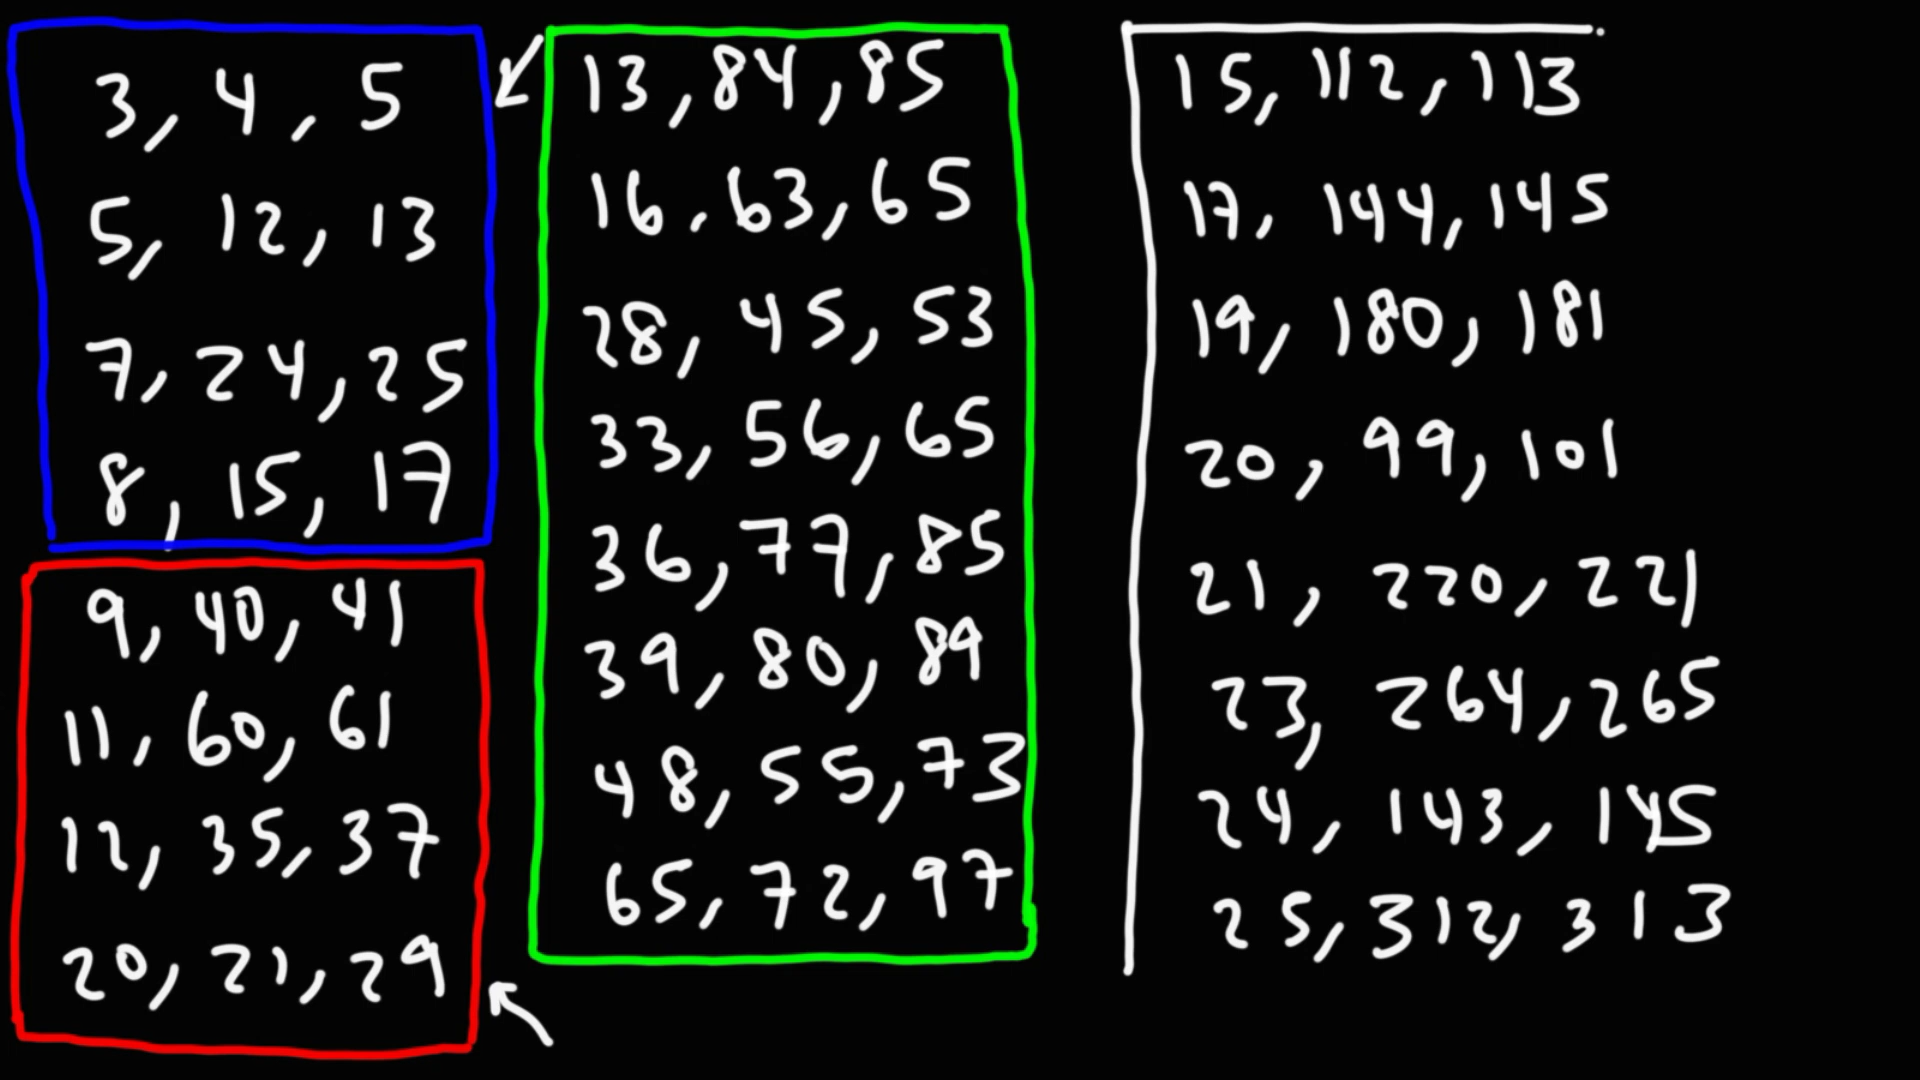 3, 4, 5
5, 12, 13
7, 24, 25
8, 15, 17
9, 40, 41
11, 60, 61
12, 35, 37
20, 21, 29
13, 84, 85
16, 63, 65
28, 45, 53
33, 56, 65
36, 77, 85
39, 80, 89
48, 55, 73
65, 72, 97
15, 112, 113
17, 144, 145
19, 180, 181
20, 99, 101
21, 220, 221
23, 264, 265
24, 143, 145
25, 312, 313